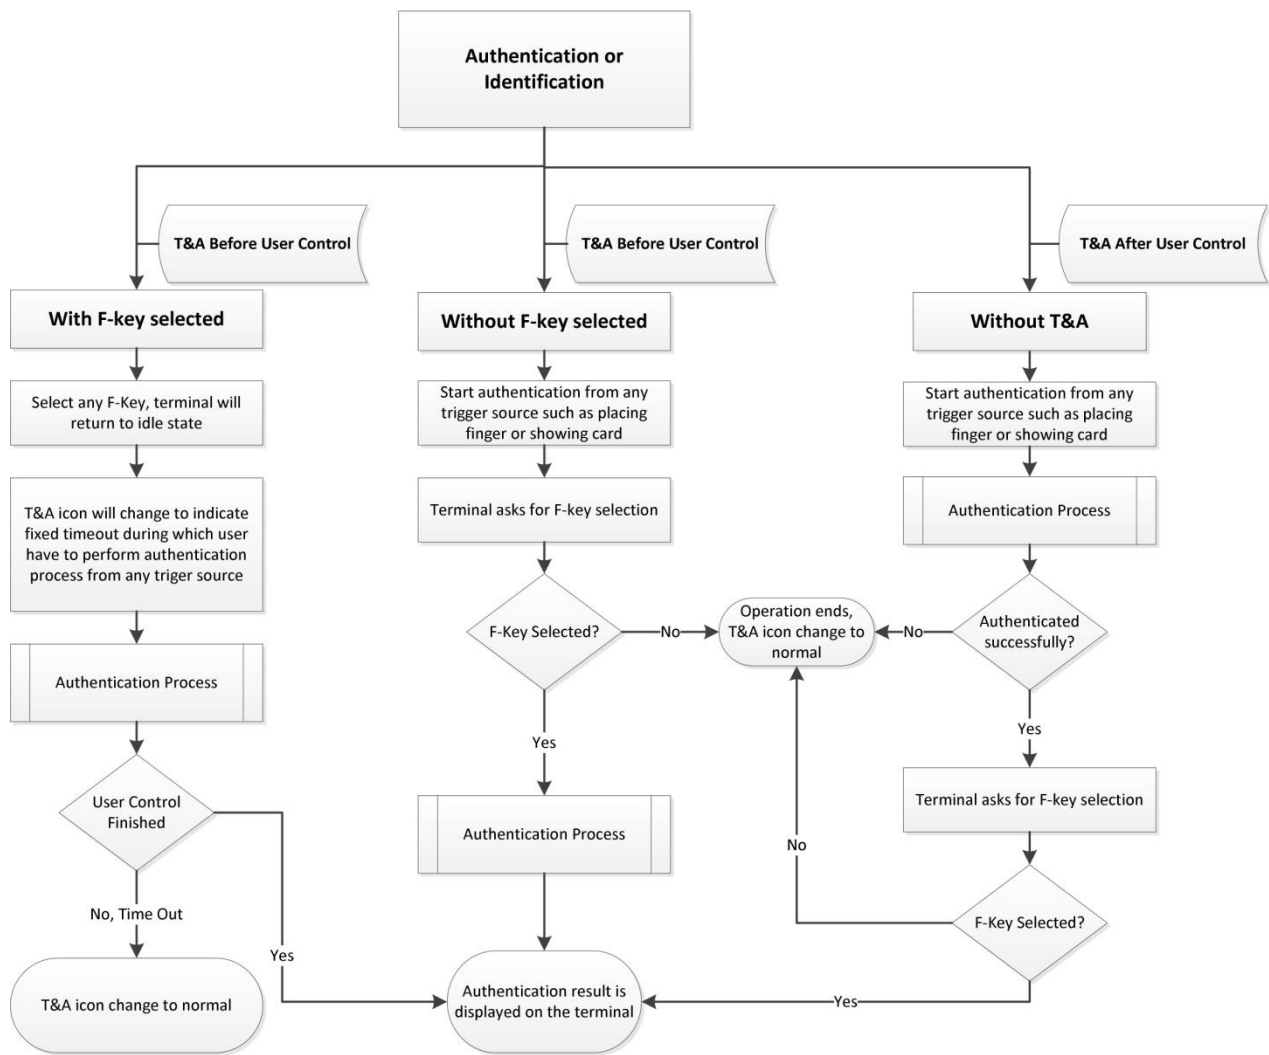 Authentication or
Identification
T&A Before User Control
T&A Before User Control
T&A After User Control
With F-key selected
Without F-key selected
Without T&A
Select any F-Key, terminal will
return to idle state
Start authentication from any
trigger source such as placing
finger or showing card
Start authentication from any
trigger source such as placing
finger or showing card
T&A icon will change to indicate
fixed timeout during which user
have to perform authentication
process from any triger source
Terminal asks for F-key selection
Authentication Process
F-Key Selected?
No
Operation ends,
T&A icon change to
normal
No
Authenticated
successfully?
Authentication Process
Yes
Yes
User Control
Finished
Authentication Process
No
Terminal asks for F-key selection
No, Time Out
Yes
F-Key Selected?
T&A icon change to normal
Authentication result is
displayed on the terminal
Yes